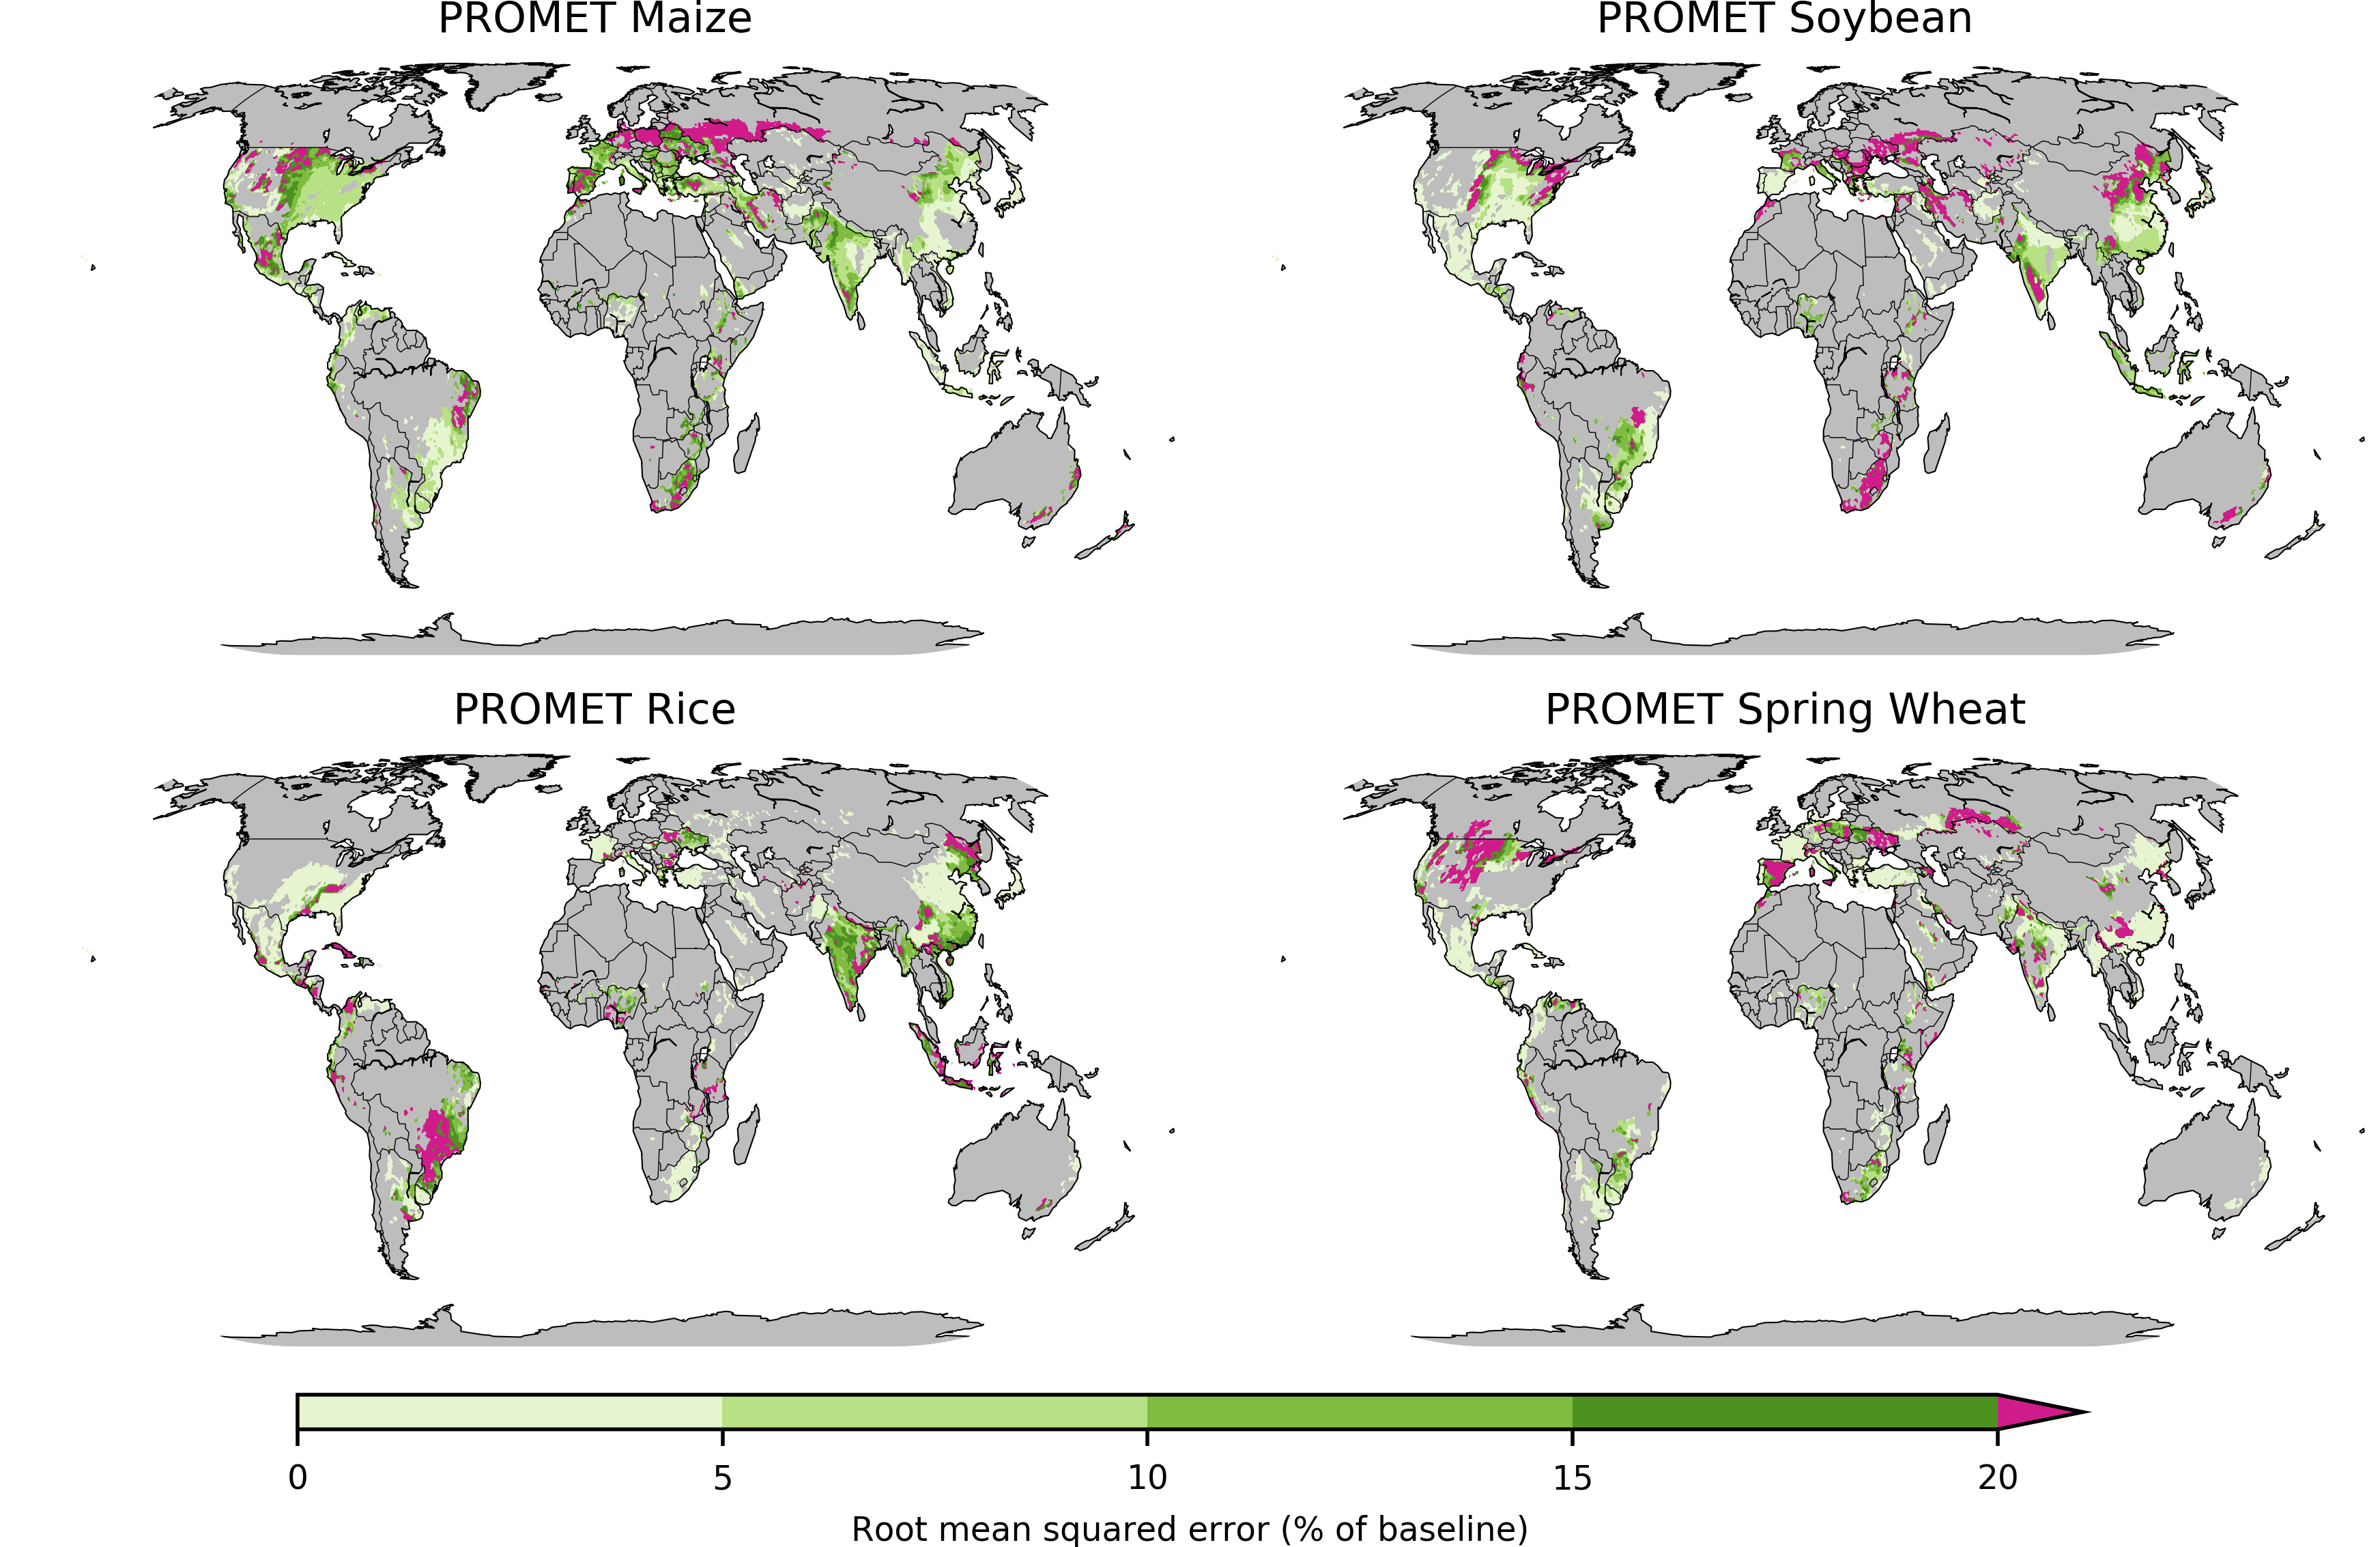 PROMET Maize
PROMET Soybean
PROMET Rice
PROMET Spring Wheat
0 5 10 15 20
Root mean squared error (% of baseline)